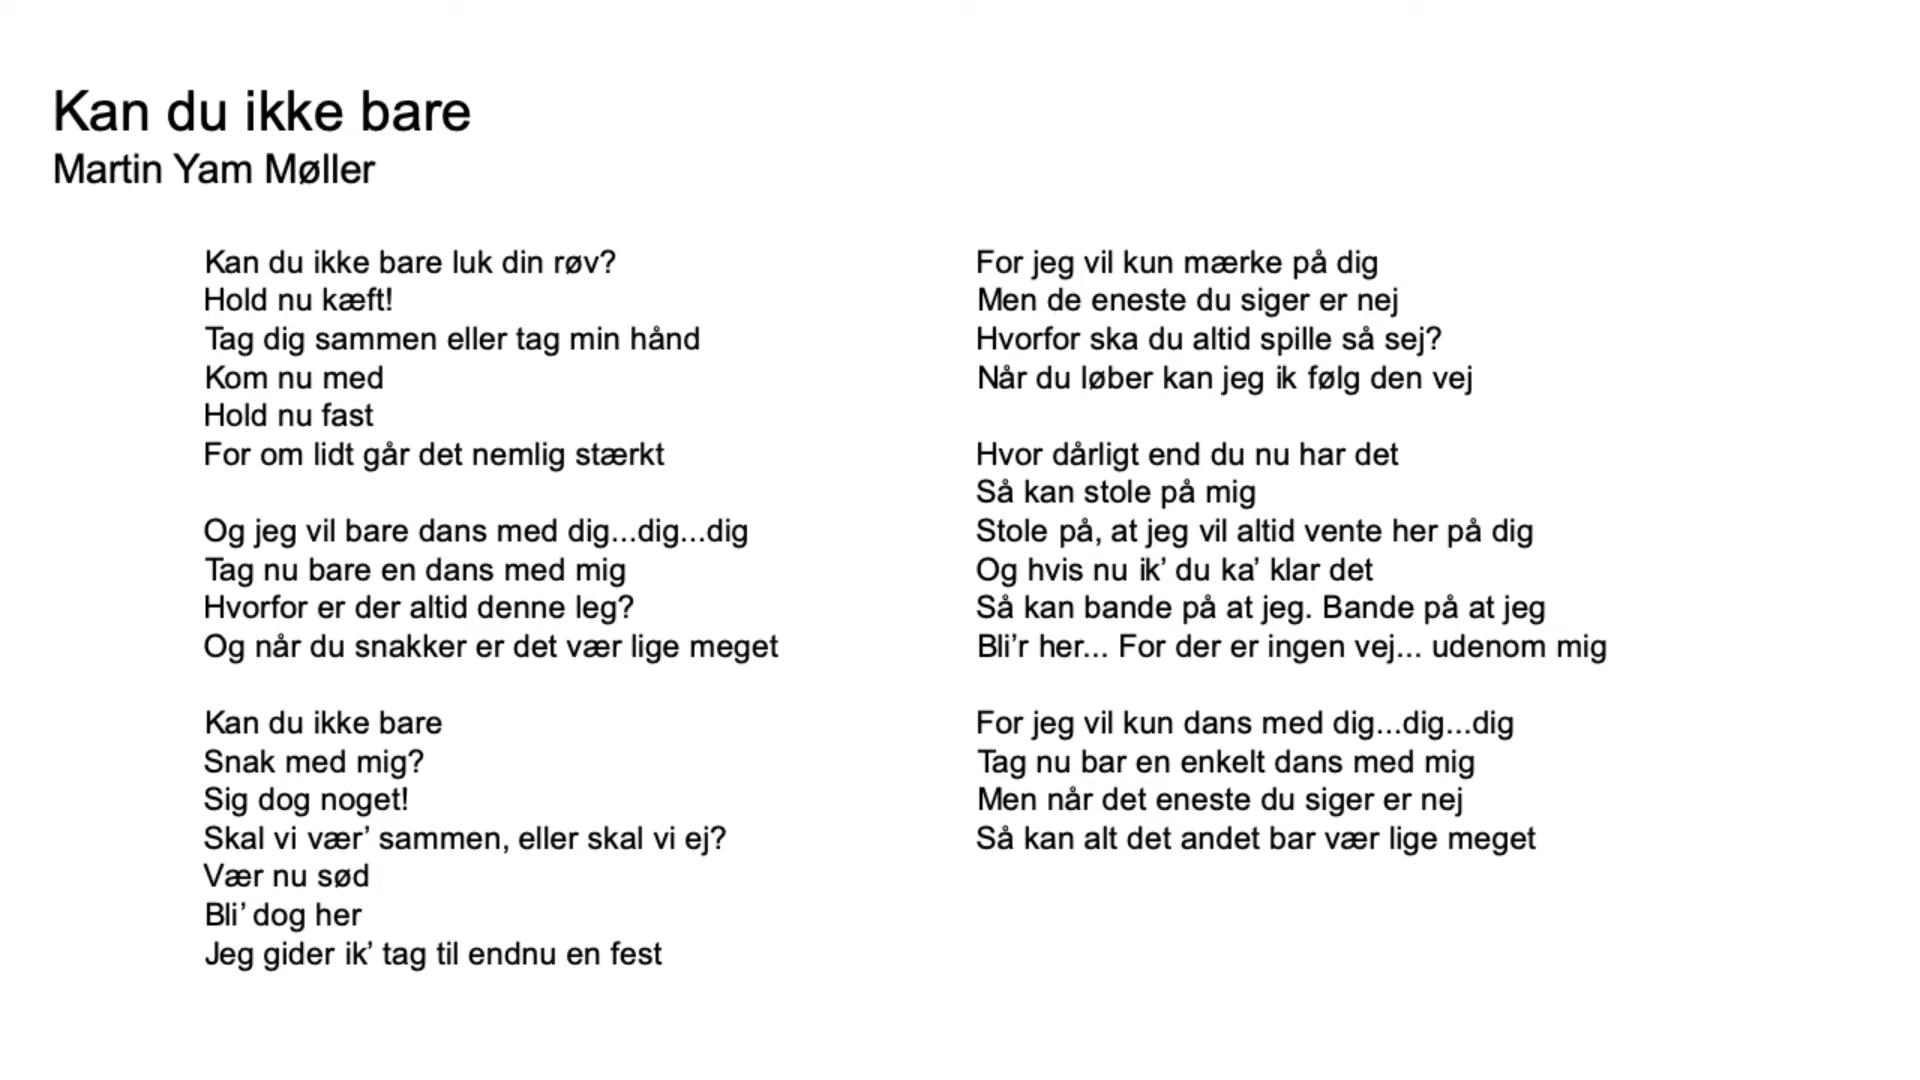 Kan du ikke bare
Martin Yam Møller
Kan du ikke bare luk din røv?
Hold nu kæft!
Tag dig sammen eller tag min hånd
Kom nu med
Hold nu fast
For om lidt går det nemlig stærkt
Og jeg vil bare dans med dig...dig...dig
Tag nu bare en dans med mig
Hvorfor er der altid denne leg?
Og når du snakker er det vær lige meget
Kan du ikke bare
Snak med mig?
Sig dog noget!
Skal vi vær’ sammen, eller skal vi ej?
Vær nu sød
Bli’ dog her
Jeg gider ik’ tag til endnu en fest
For jeg vil kun mærke på dig
Men de eneste du siger er nej
Hvorfor ska du altid spille så sej?
Når du løber kan jeg ik følg den vej
Hvor dårligt end du nu har det
Så kan stole på mig
Stole på, at jeg vil altid vente her på dig
Og hvis nu ik’ du ka’ klar det
Så kan bande på at jeg. Bande på at jeg
Bli’r her... For der er ingen vej... udenom mig
For jeg vil kun dans med dig...dig...dig
Tag nu bar en enkelt dans med mig
Men når det eneste du siger er nej
Så kan alt det andet bar vær lige meget